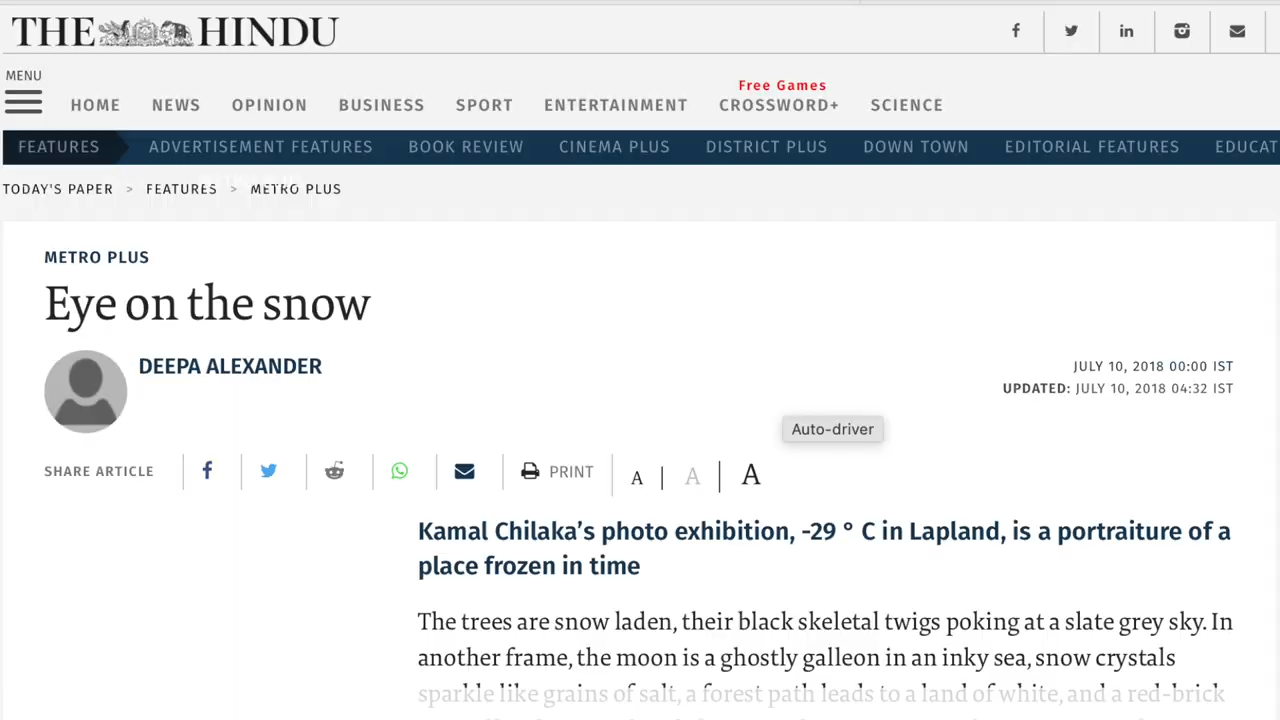 THE HINDU
MENU
HOME NEWS OPINION BUSINESS SPORT ENTERTAINMENT Free Games CROSSWORD+ SCIENCE
FEATURES ADVERTISEMENT FEATURES BOOK REVIEW CINEMA PLUS DISTRICT PLUS DOWN TOWN EDITORIAL FEATURES EDUCAT
TODAY'S PAPER > FEATURES > METRO PLUS
METRO PLUS
Eye on the snow
DEEPA ALEXANDER
JULY 10, 2018 00:00 IST
UPDATED: JULY 10, 2018 04:32 IST
Auto-driver
SHARE ARTICLE PRINT A | A | A
Kamal Chilaka’s photo exhibition, -29 ° C in Lapland, is a portraiture of a
place frozen in time
The trees are snow laden, their black skeletal twigs poking at a slate grey sky. In
another frame, the moon is a ghostly galleon in an inky sea, snow crystals
sparkle like grains of salt, a forest path leads to a land of white, and a red-brick